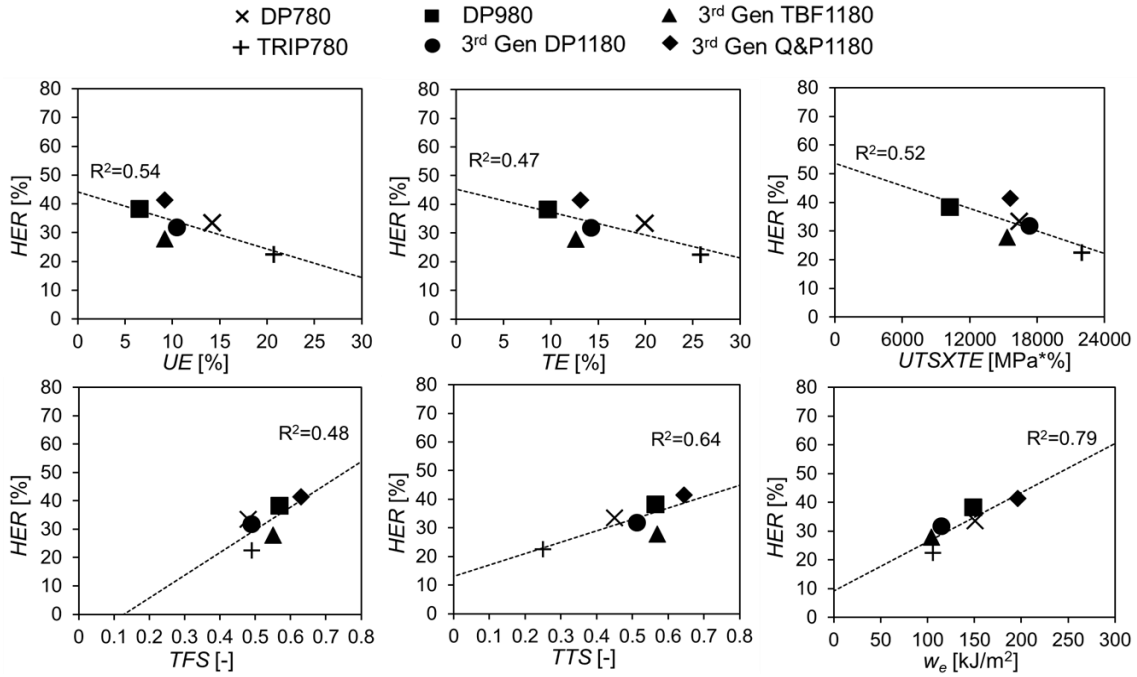 DP780
DP980
3rd Gen TBF1180
TRIP780
3rd Gen DP1180
3rd Gen Q&P1180
80
70
60
50
40
30
20
10
0
HER [%]
R²=0.54
0 5 10 15 20 25 30
UE [%]
80
70
60
50
40
30
20
10
0
HER [%]
R²=0.47
0 5 10 15 20 25 30
TE [%]
80
70
60
50
40
30
20
10
0
HER [%]
R²=0.52
0 6000 12000 18000 24000
UTSXTE [MPa*%]
80
70
60
50
40
30
20
10
0
HER [%]
R²=0.48
0 0.1 0.2 0.3 0.4 0.5 0.6 0.7 0.8
TFS [-]
80
70
60
50
40
30
20
10
0
HER [%]
R²=0.64
0 0.1 0.2 0.3 0.4 0.5 0.6 0.7 0.8
TTS [-]
80
70
60
50
40
30
20
10
0
HER [%]
R²=0.79
0 50 100 150 200 250 300
we [kJ/m²]